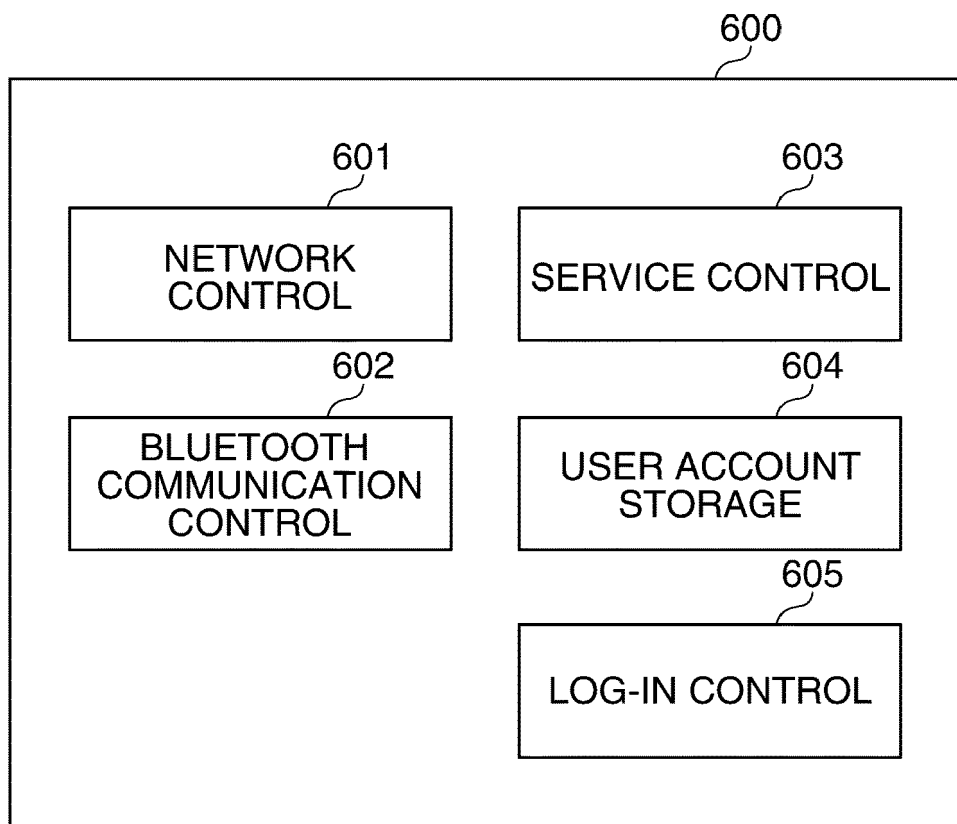 600
601
NETWORK
CONTROL
603
SERVICE CONTROL
602
BLUETOOTH
COMMUNICATION
CONTROL
604
USER ACCOUNT
STORAGE
605
LOG-IN CONTROL